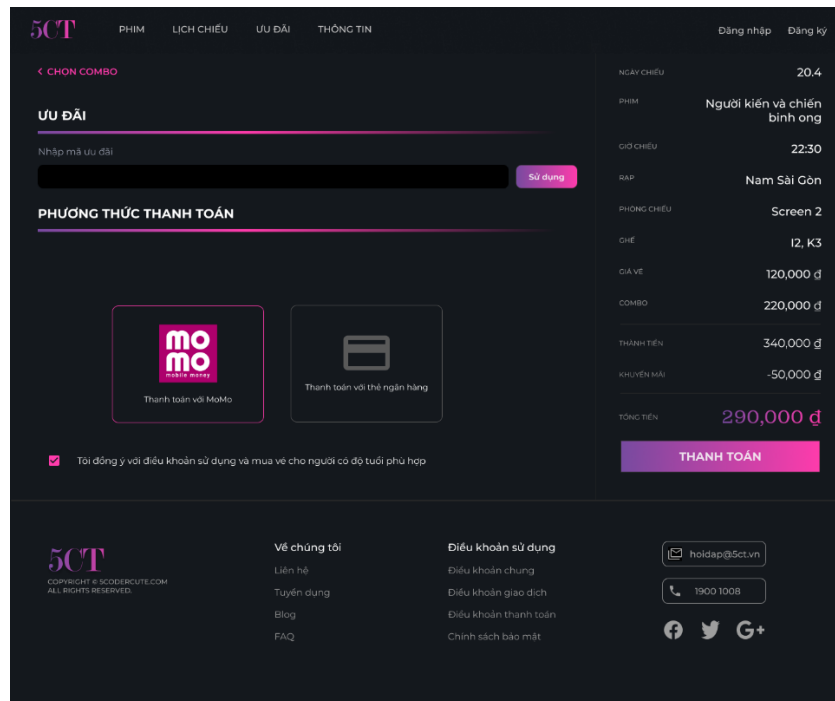 5CT
PHIM LỊCH CHIẾU ƯU ĐÃI THÔNG TIN
Đăng nhập Đăng ký
< CHỌN COMBO
ƯU ĐÃI
Nhập mã ưu đãi
Sử dụng
PHƯƠNG THỨC THANH TOÁN
mo
mo
mobile money
Thanh toán với MoMo
Thanh toán với thẻ ngân hàng
Tôi đồng ý với điều khoản sử dụng và mua vé cho người có độ tuổi phù hợp
NGÀY CHIẾU 20.4
PHIM Người kiến và chiến
binh ong
GIỜ CHIẾU 22:30
RẠP Nam Sài Gòn
PHÒNG CHIẾU Screen 2
GHẾ I2, K3
GIÁ VÉ 120,000 ₫
COMBO 220,000 ₫
THÀNH TIỀN 340,000 ₫
KHUYẾN MÃI -50,000 ₫
TỔNG TIỀN 290,000 ₫
THANH TOÁN
5CT
COPYRIGHT © 5CODERCUTE.COM
ALL RIGHTS RESERVED.
Về chúng tôi
Liên hệ
Tuyển dụng
Blog
FAQ
Điều khoản sử dụng
Điều khoản chung
Điều khoản giao dịch
Điều khoản thanh toán
Chính sách bảo mật
hoidap@5ct.vn
1900 1008
G+